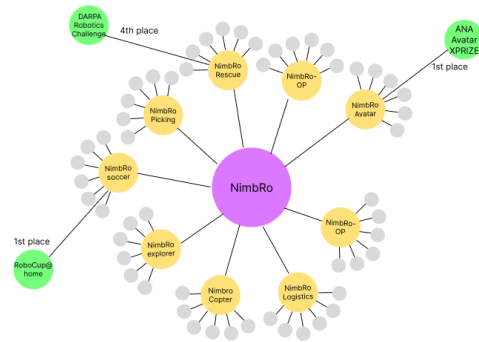 DARPA
Robotics
Challenge
4th place
ANA
Avatar
XPRIZE
1st place
NimbRo
Rescue
NimbRo-
OP
NimbRo
Avatar
NimbRo
Picking
NimbRo
soccer
NimbRo
NimbRo-
OP
1st place
RoboCup@
home
NimbRo
explorer
Nimbro
Copter
NimbRo
Logistics